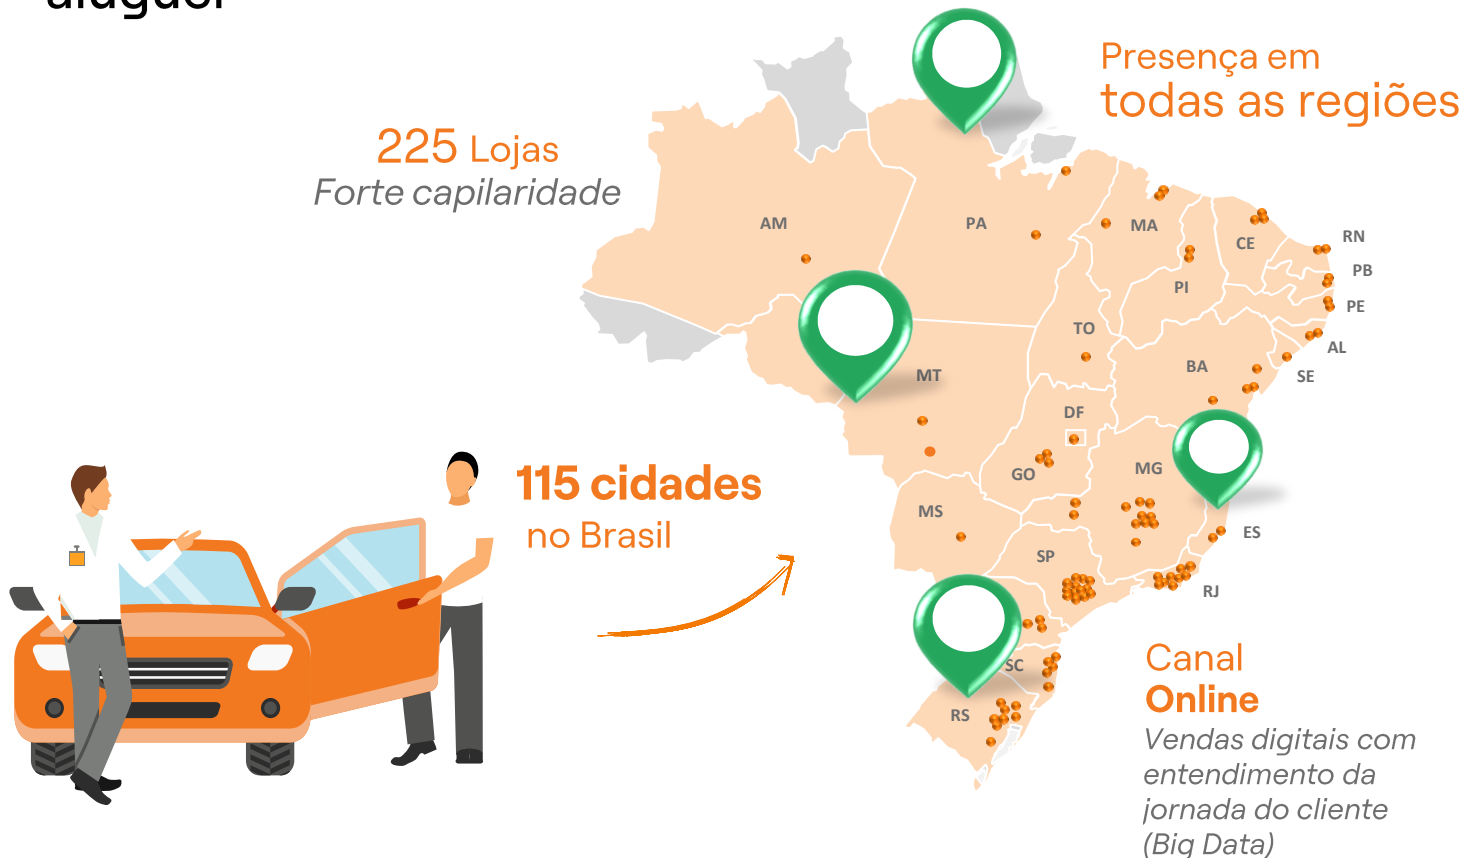 aluguel
Presença em
todas as regiões
225 Lojas
Forte capilaridade
AM
PA
MA
CE
RN
PB
PI
PE
TO
AL
BA
SE
MT
DF
GO
MG
MS
ES
SP
RJ
115 cidades
no Brasil
SC
RS
Canal
Online
Vendas digitais com
entendimento da
jornada do cliente
(Big Data)